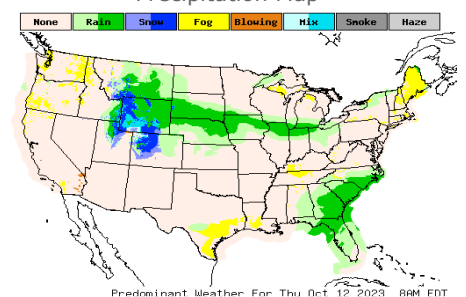 Precipitation Map
None Rain Snow Fog Blowing Mix Smoke Haze
Predominant Weather For Thu Oct 12 2023 8AM EDT